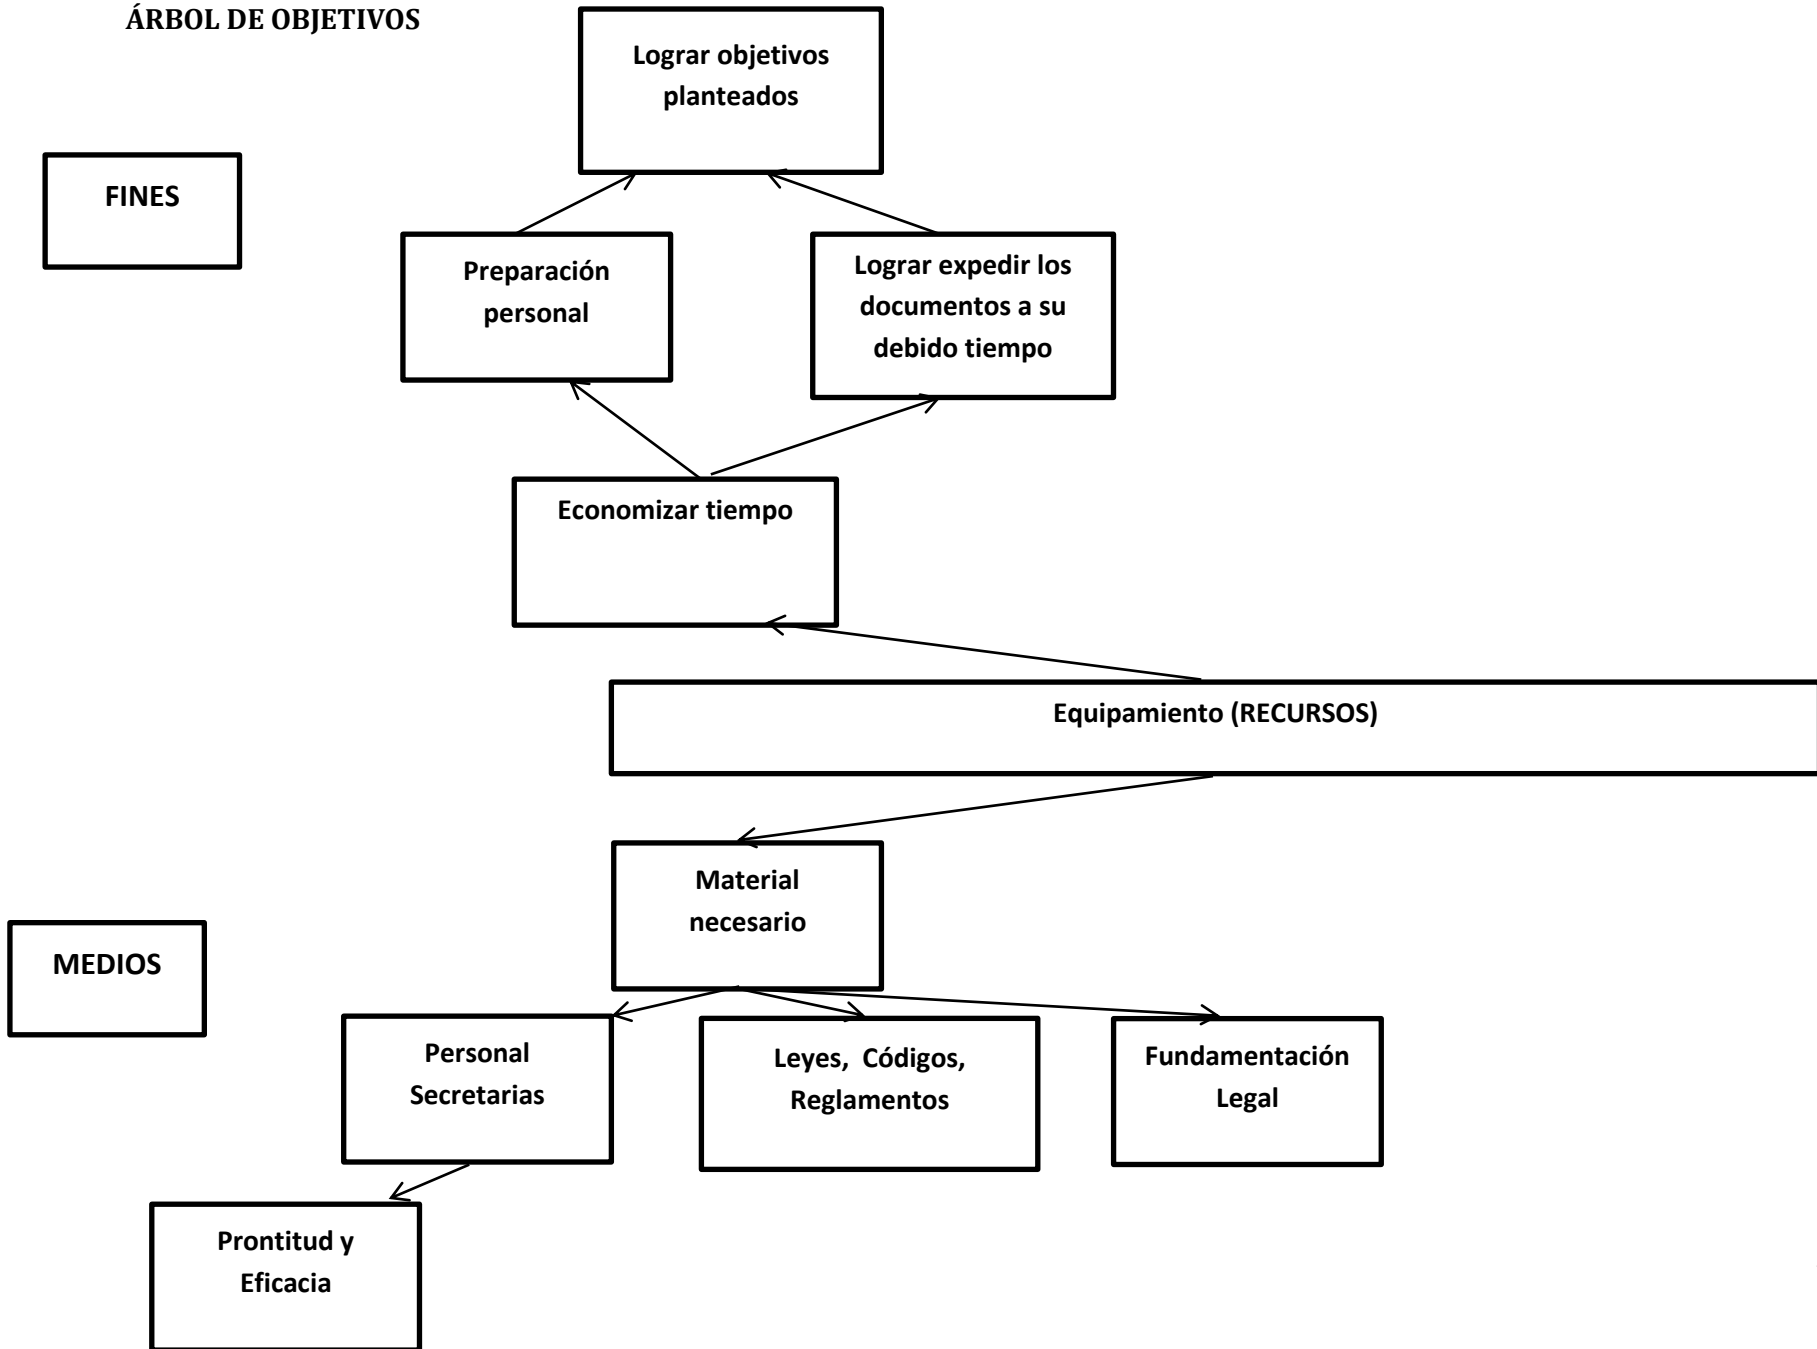 ÁRBOL DE OBJETIVOS
Lograr objetivos
planteados
FINES
Preparación
personal
Lograr expedir los
documentos a su
debido tiempo
Economizar tiempo
Equipamiento (RECURSOS)
Material
necesario
MEDIOS
Personal
Secretarias
Leyes, Códigos,
Reglamentos
Fundamentación
Legal
Prontitud y
Eficacia